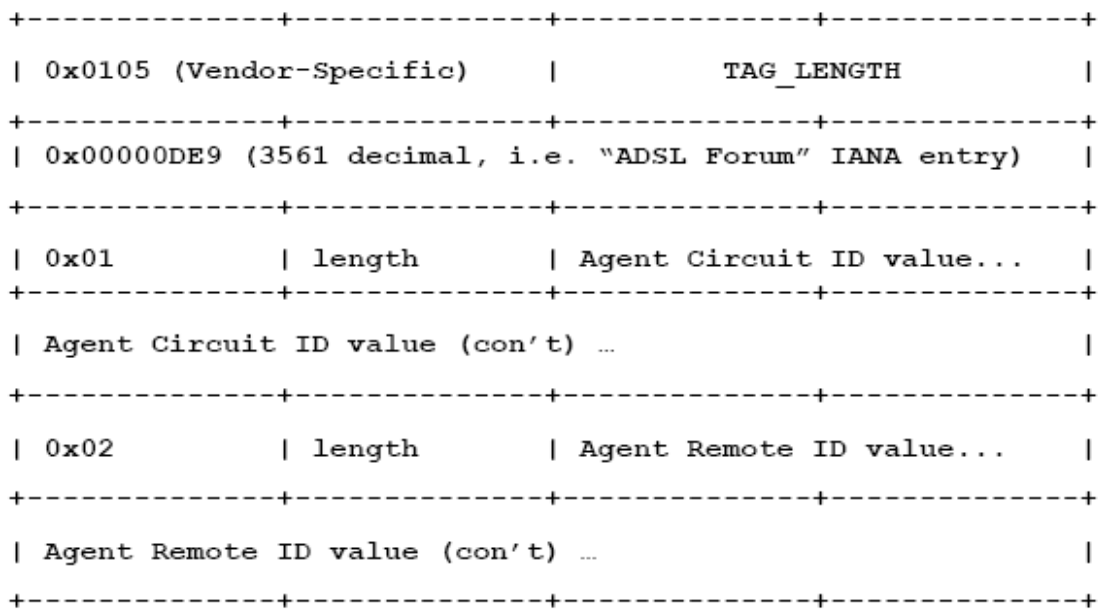 +--------------+--------------+--------------+--------------+
| 0x0105 (Vendor-Specific) | TAG_LENGTH |
+--------------+--------------+--------------+--------------+
| 0x00000DE9 (3561 decimal, i.e. “ADSL Forum” IANA entry) |
+--------------+--------------+--------------+--------------+
| 0x01 | length | Agent Circuit ID value... |
+--------------+--------------+--------------+--------------+
| Agent Circuit ID value (con’t) … |
+--------------+--------------+--------------+--------------+
| 0x02 | length | Agent Remote ID value... |
+--------------+--------------+--------------+--------------+
| Agent Remote ID value (con’t) … |
+--------------+--------------+--------------+--------------+